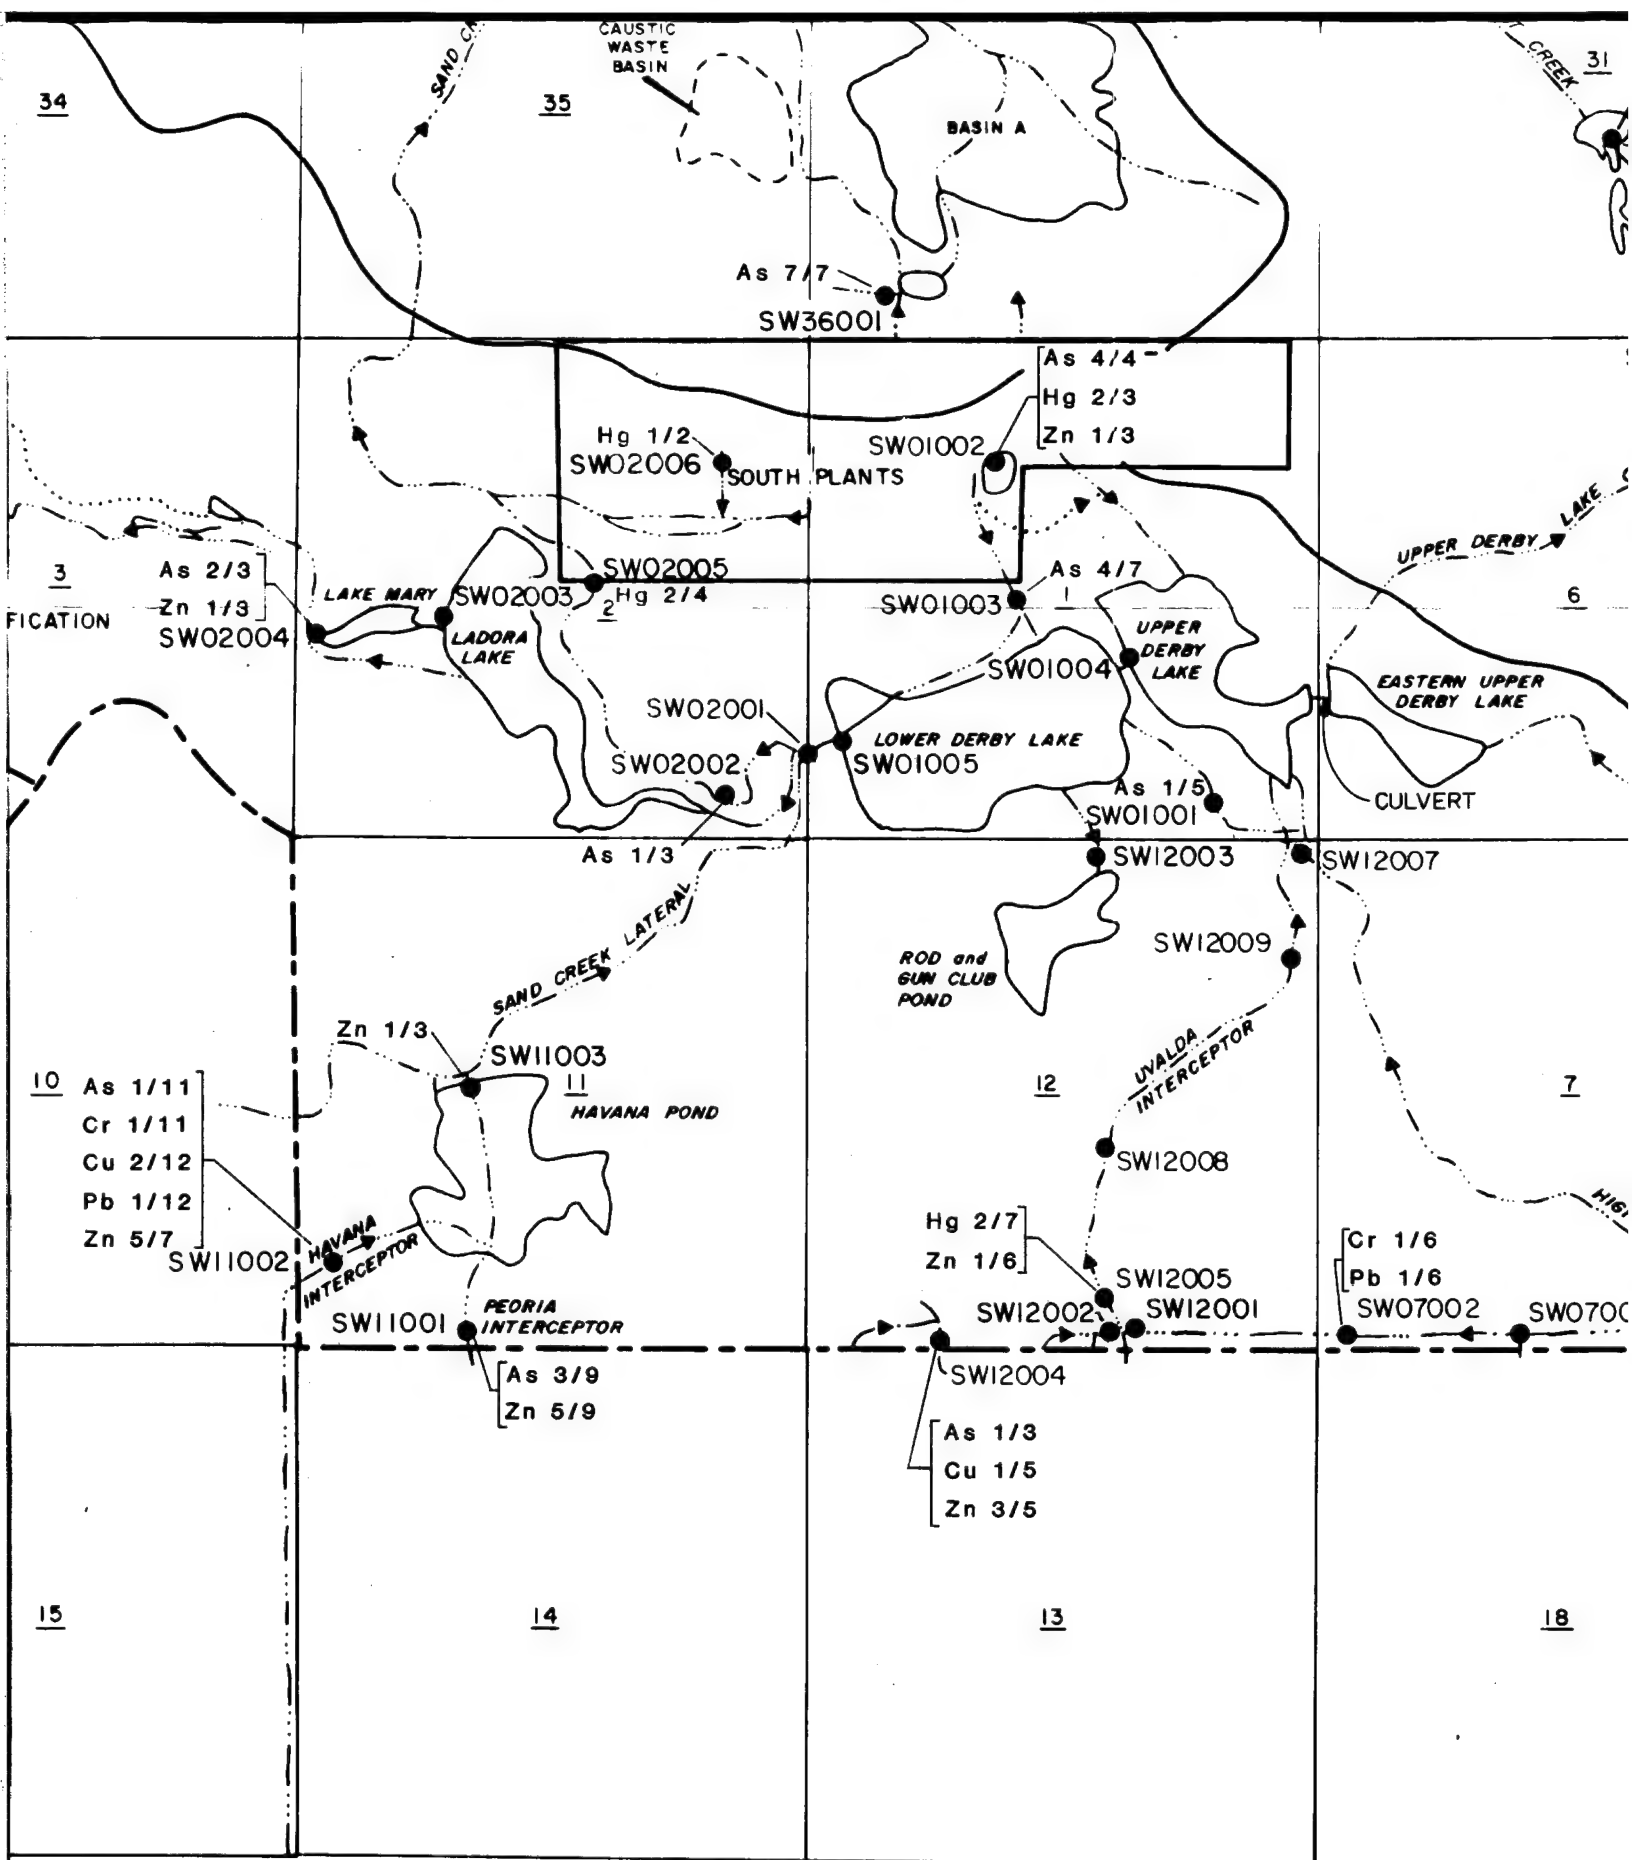 CAUSTIC
WASTE
BASIN
SAND
CREEK
31
34
35
BASIN A
As 7/7
SW36001
As 4/4
Hg 2/3
Zn 1/3
Hg 1/2
SW02006
SW01002
SOUTH PLANTS
UPPER DERBY LAKE
3
FICATION
As 2/3
Zn 1/3
SW02004
LAKE MARY
SW02003
LADORA
LAKE
SW02005
Hg 2/4
2
As 4/7
SW01003
1
6
UPPER
DERBY
LAKE
SW01004
EASTERN UPPER
DERBY LAKE
SW02001
LOWER DERBY LAKE
SW01005
SW02002
As 1/5
SW01001
CULVERT
As 1/3
SW12003
SW12007
SAND CREEK LATERAL
ROD and
GUN CLUB
POND
SW12009
Zn 1/3
SW11003
UVALDA
INTERCEPTOR
10
As 1/11
Cr 1/11
Cu 2/12
Pb 1/12
Zn 5/7
11
HAVANA POND
12
7
SW12008
SW11002
HAVANA
INTERCEPTOR
Hg 2/7
Zn 1/6
Cr 1/6
Pb 1/6
SW12005
SW11001
PEORIA
INTERCEPTOR
SW12002
SW12001
SW07002
SW0700
As 3/9
Zn 5/9
SW12004
As 1/3
Cu 1/5
Zn 3/5
15
14
13
18